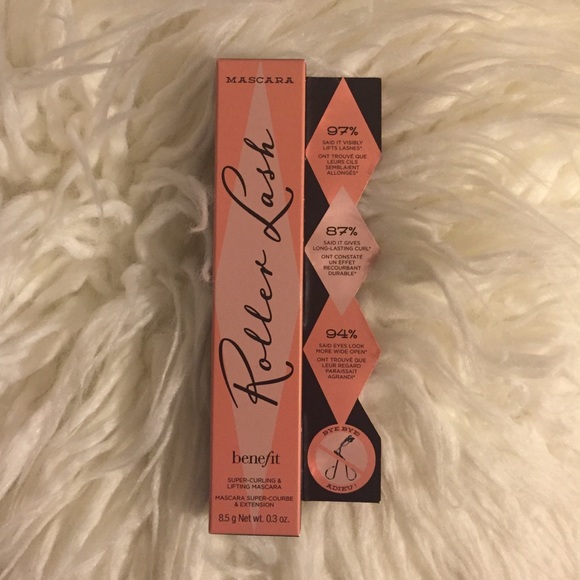 MASCARA
Roller Lash
benefit
SUPER-CURLING &
LIFTING MASCARA
MASCARA SUPER-COURBE
& EXTENSION
8.5 g Net wt. 0.3 oz.
97%
SAID IT VISIBLY
LIFTS LASHES*
ONT TROUVÉ QUE
LEURS CILS
SEMBLAIENT
ALLONGÉS*
87%
SAID IT GIVES
LONG-LASTING CURL*
ONT CONSTATÉ
UN EFFET
RECOURBANT
DURABLE*
94%
SAID EYES LOOK
MORE WIDE OPEN*
ONT TROUVÉ QUE
LEUR REGARD
PARAISSAIT
AGRANDI*
BYE BYE!
ADIEU!